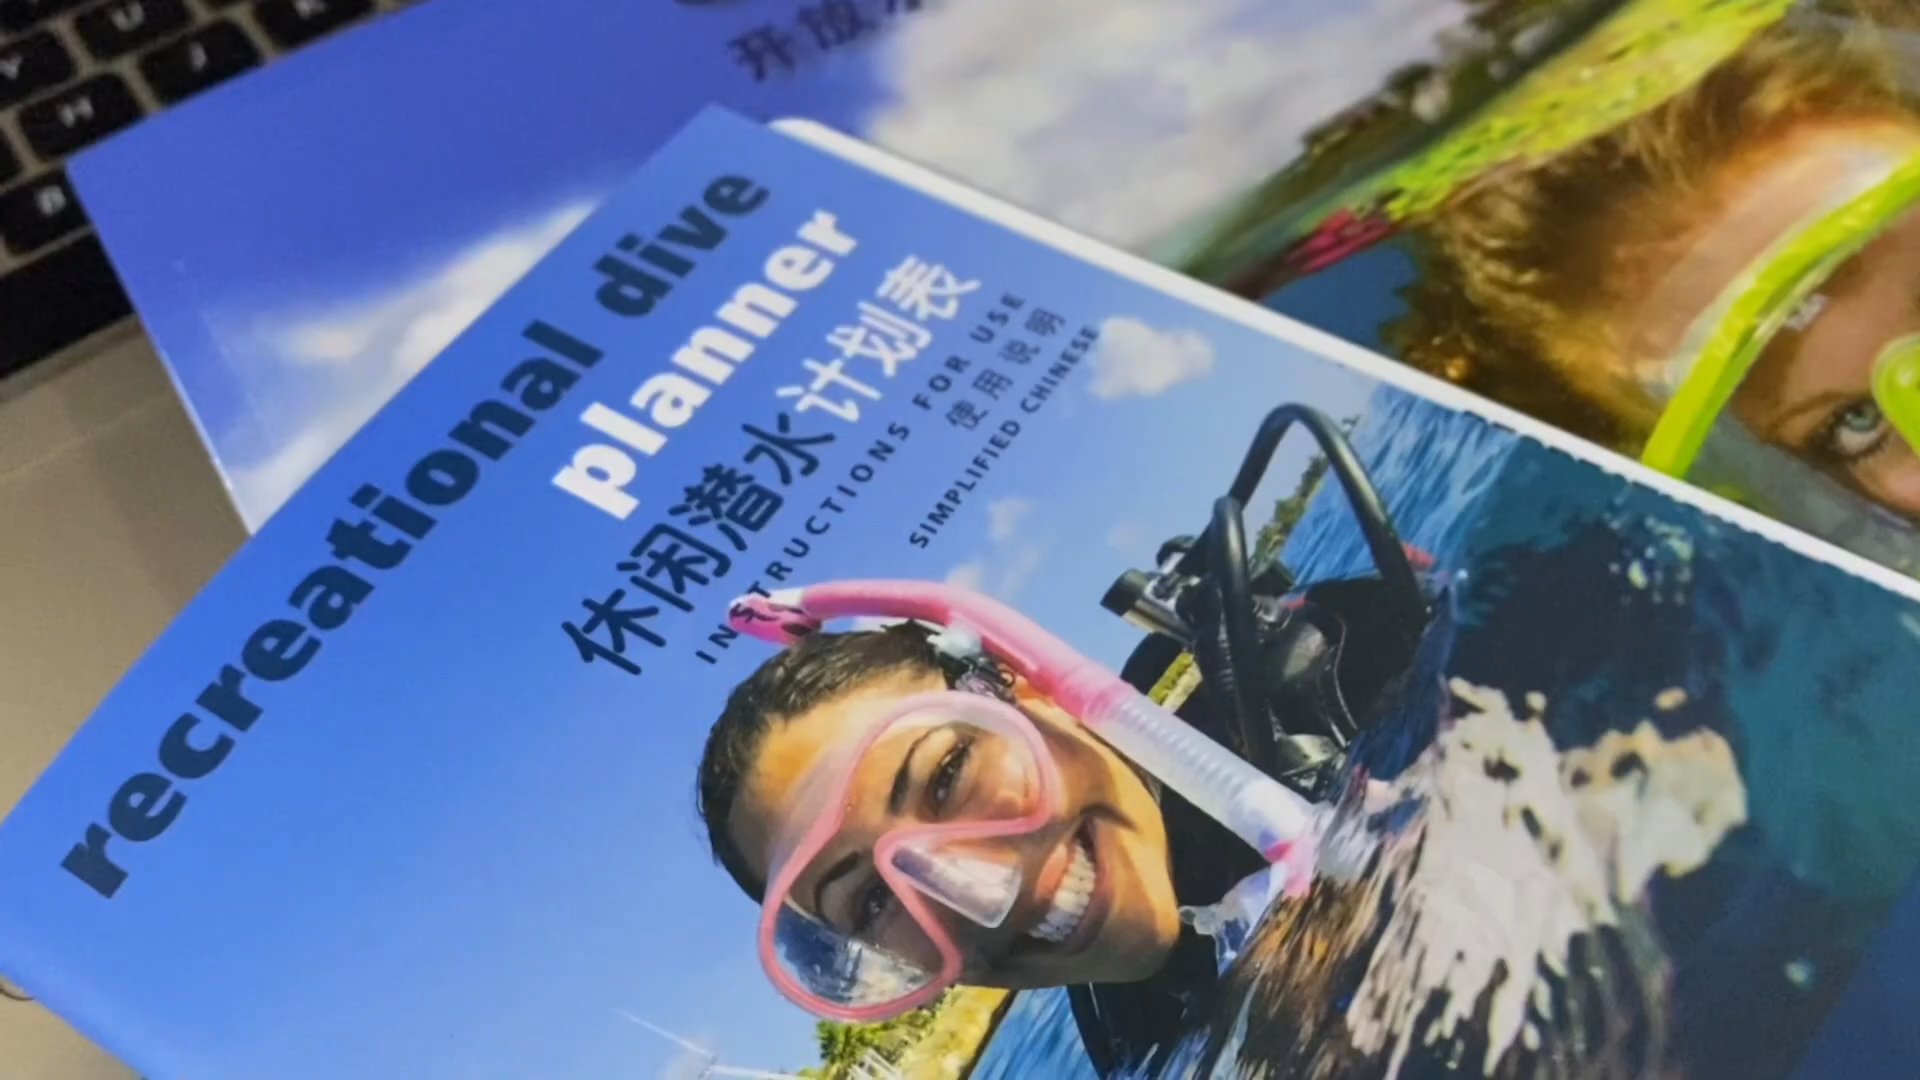 recreational dive
planner
休闲潜水计划表
INSTRUCTIONS FOR USE
使用说明
SIMPLIFIED CHINESE
开放
Y
U
J
K
H
B